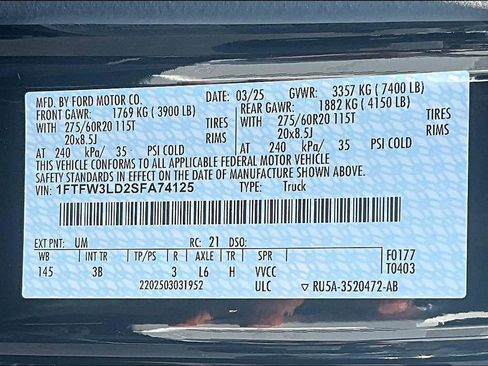 MFD. BY FORD MOTOR CO. DATE: 03/25 GVWR: 3357 KG ( 7400 LB)
FRONT GAWR: 1769 KG ( 3900 LB) REAR GAWR: 1882 KG ( 4150 LB)
WITH 275/60R20 115T TIRES WITH 275/60R20 115T TIRES
20x8.5J RIMS 20x8.5J RIMS
AT 240 kPa/ 35 PSI COLD AT 240 kPa/ 35 PSI COLD
THIS VEHICLE CONFORMS TO ALL APPLICABLE FEDERAL MOTOR VEHICLE
SAFETY STANDARDS IN EFFECT ON THE DATE OF MANUFACTURE SHOWN ABOVE.
VIN: 1FTFW3LD2SFA74125 TYPE: Truck
EXT PNT: UM RC: 21 DSO:
WB INT TR TP/PS R AXLE TR SPR F0177
145 3B 3 L6 H VVCC T0403
2202503031952 ULC ▽ RU5A-3520472-AB